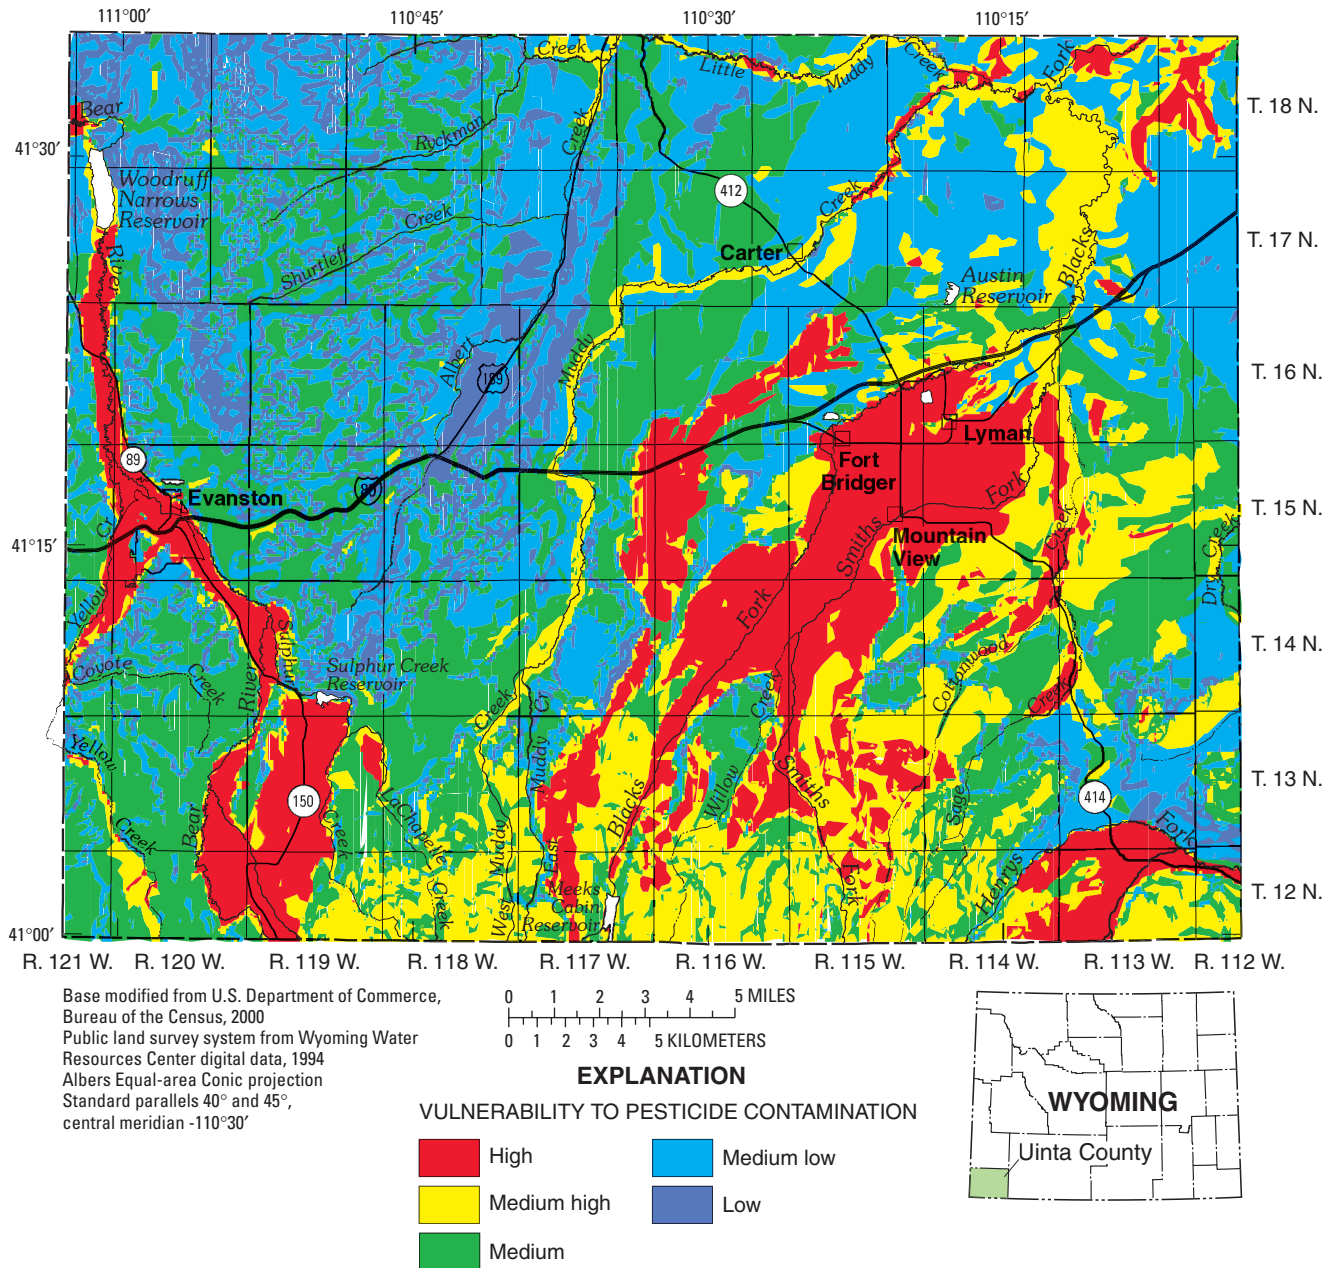 111°00′
110°45′
110°30′
110°15′
Creek
Little
Muddy
Creek
Fork
Bear
T. 18 N.
Ryckman
Creek
41°30′
Woodruff
Narrows
Reservoir
412
Creek
Creek
River
Shurtleff
Carter
Blacks
T. 17 N.
Austin
Reservoir
Albert
189
Muddy
T. 16 N.
89
Lyman
Fort
Bridger
Evanston
80
Fork
Smiths
Mountain
View
Creek
Creek
Dry
T. 15 N.
Cr
41°15′
Yellow
Fork
Sulphur
Coyote
Creek
River
Sulphur Creek
Reservoir
Creek
Cr
Muddy
Creek
Cottonwood
Creek
T. 14 N.
Yellow
Creek
Bear
150
Creek
LaChapelle
Creek
Muddy
West
East
Blacks
Willow
Smiths
Fork
Sage
414
Henrys
Fork
T. 13 N.
Meeks
Cabin
Reservoir
T. 12 N.
41°00′
R. 121 W. R. 120 W. R. 119 W. R. 118 W. R. 117 W. R. 116 W. R. 115 W. R. 114 W. R. 113 W. R. 112 W.
Base modified from U.S. Department of Commerce,
Bureau of the Census, 2000
Public land survey system from Wyoming Water
Resources Center digital data, 1994
Albers Equal-area Conic projection
Standard parallels 40° and 45°,
central meridian -110°30′
0 1 2 3 4 5 MILES
0 1 2 3 4 5 KILOMETERS
EXPLANATION
VULNERABILITY TO PESTICIDE CONTAMINATION
High
Medium high
Medium
Medium low
Low
WYOMING
Uinta County